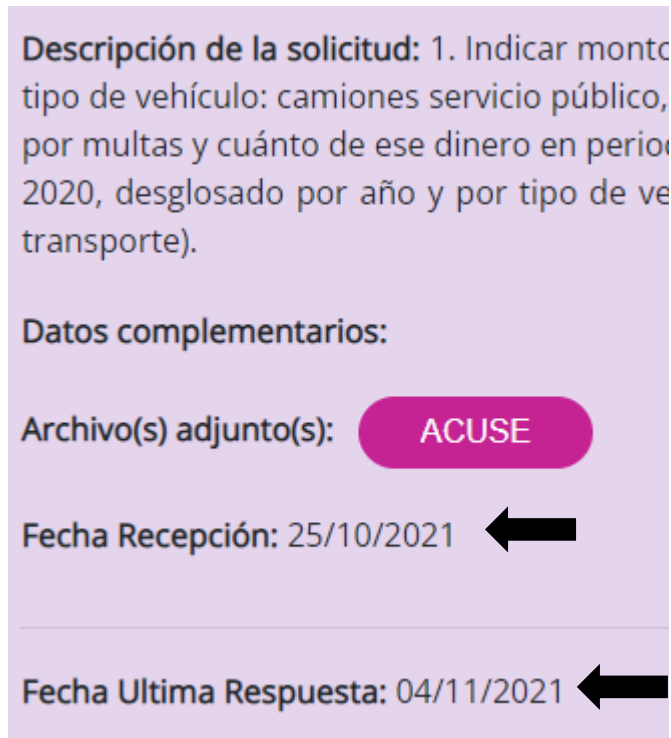 Descripción de la solicitud: 1. Indicar monto
tipo de vehículo: camiones servicio público,
por multas y cuánto de ese dinero en perio
2020, desglosado por año y por tipo de ve
transporte).
Datos complementarios:
Archivo(s) adjunto(s): ACUSE
Fecha Recepción: 25/10/2021
Fecha Ultima Respuesta: 04/11/2021